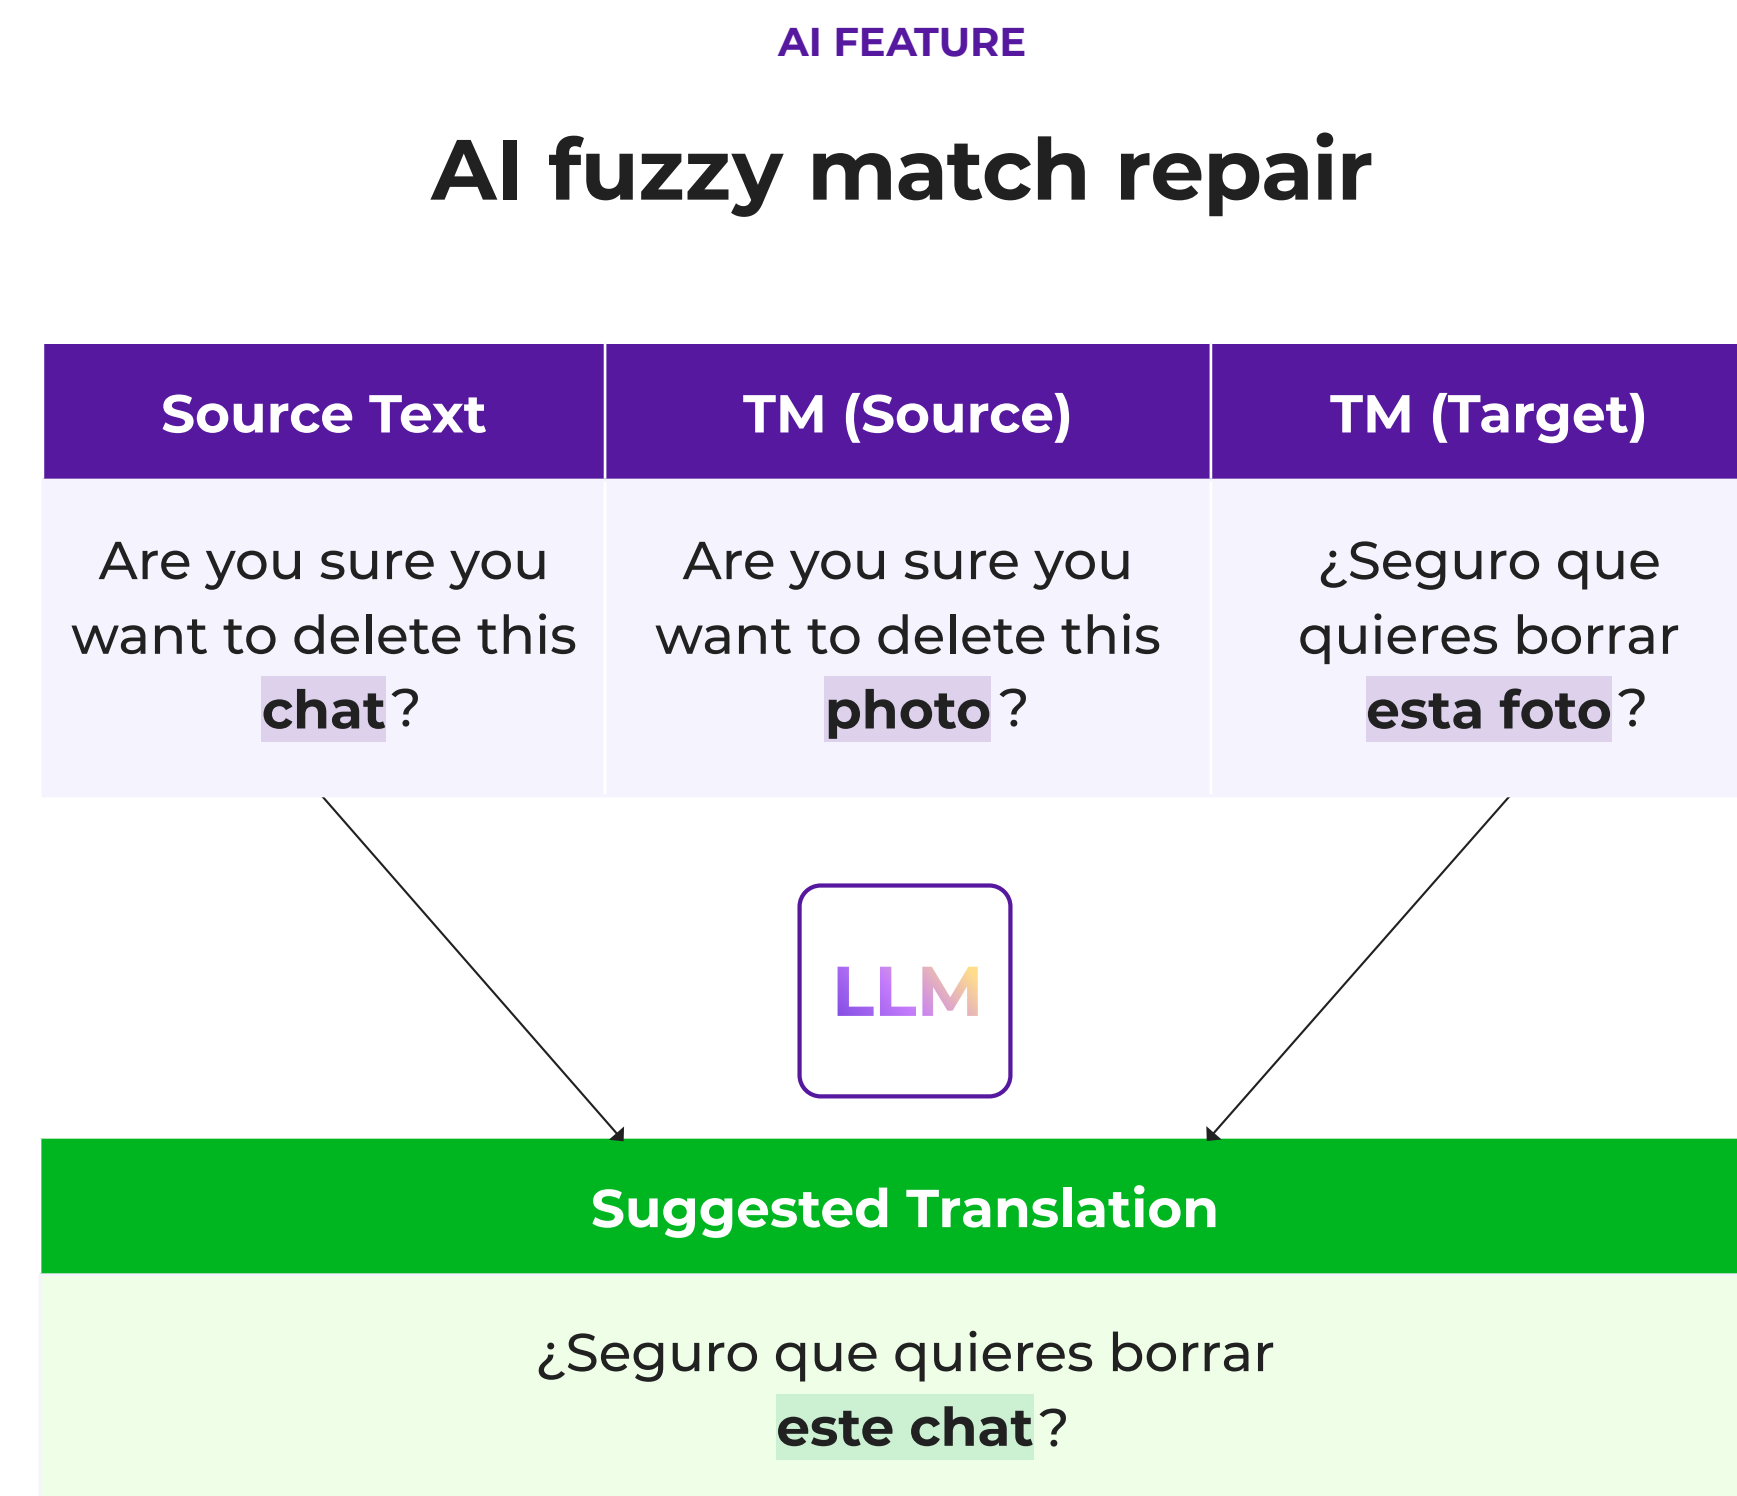 AI FEATURE
AI fuzzy match repair
Source Text
TM (Source)
TM (Target)
Are you sure you
want to delete this
chat?
Are you sure you
want to delete this
photo?
¿Seguro que
quieres borrar
esta foto?
LLM
Suggested Translation
¿Seguro que quieres borrar
este chat?